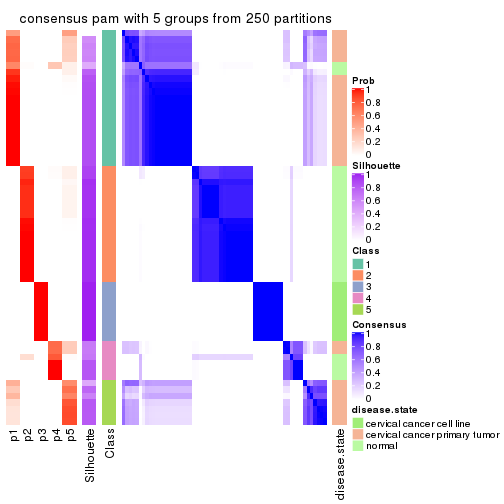 consensus pam with 5 groups from 250 partitions
Prob
1
0.8
0.6
0.4
0.2
0
Silhouette
1
0.8
0.6
0.4
0.2
0
Class
1
2
3
4
5
Consensus
1
0.8
0.6
0.4
0.2
0
disease.state
cervical cancer cell line
cervical cancer primary tumor
normal
p1
p2
p3
p4
p5
Silhouette
Class
disease.state